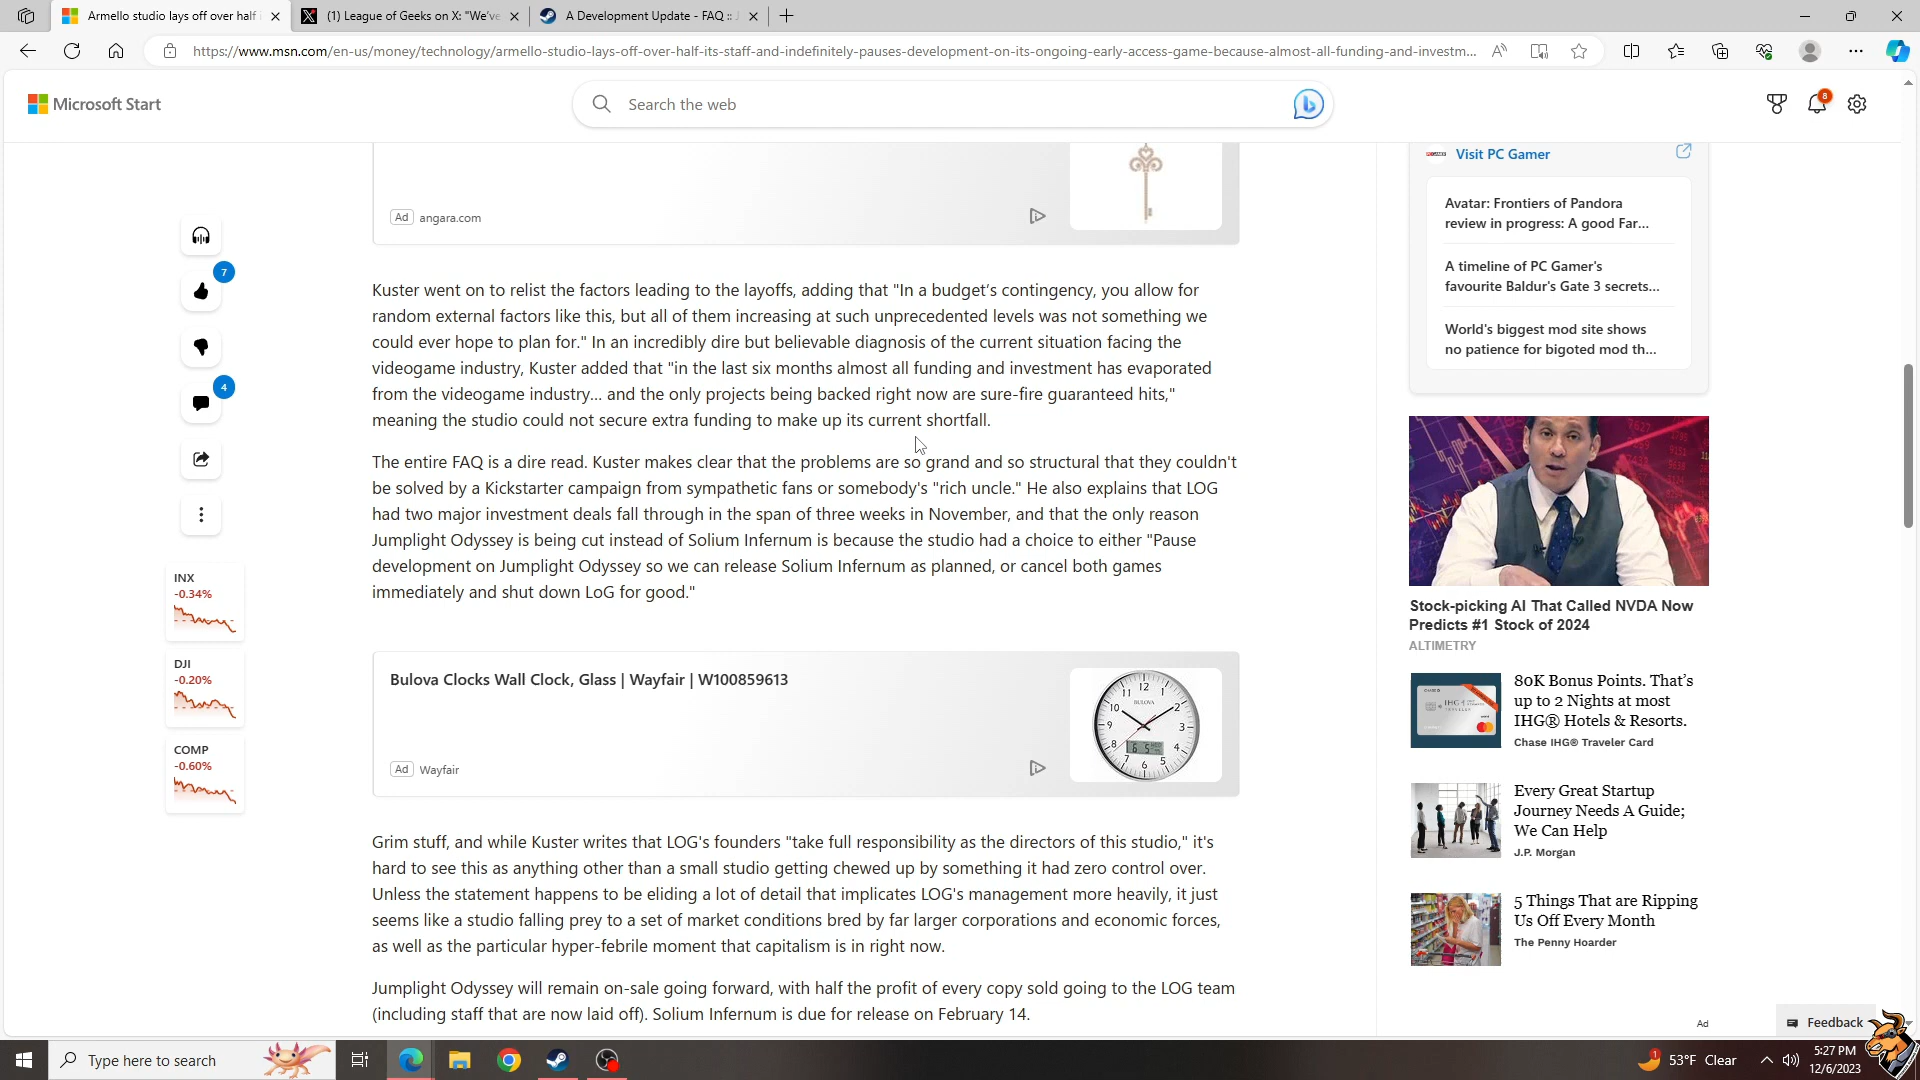 Armello studio lays off over half
(1) League of Geeks on X: "We've
A Development Update - FAQ ::
https://www.msn.com/en-us/money/technology/armello-studio-lays-off-over-half-its-staff-and-indefinitely-pauses-development-on-its-ongoing-early-access-game-because-almost-all-funding-and-investm...
Microsoft Start
Search the web
8
Visit PC Gamer
Avatar: Frontiers of Pandora
review in progress: A good Far...
A timeline of PC Gamer's
favourite Baldur's Gate 3 secrets...
World's biggest mod site shows
no patience for bigoted mod th...
Ad angara.com
7
4
Kuster went on to relist the factors leading to the layoffs, adding that "In a budget's contingency, you allow for
random external factors like this, but all of them increasing at such unprecedented levels was not something we
could ever hope to plan for." In an incredibly dire but believable diagnosis of the current situation facing the
videogame industry, Kuster added that "in the last six months almost all funding and investment has evaporated
from the videogame industry... and the only projects being backed right now are sure-fire guaranteed hits,"
meaning the studio could not secure extra funding to make up its current shortfall.
The entire FAQ is a dire read. Kuster makes clear that the problems are so grand and so structural that they couldn't
be solved by a Kickstarter campaign from sympathetic fans or somebody's "rich uncle." He also explains that LOG
had two major investment deals fall through in the span of three weeks in November, and that the only reason
Jumplight Odyssey is being cut instead of Solium Infernum is because the studio had a choice to either "Pause
development on Jumplight Odyssey so we can release Solium Infernum as planned, or cancel both games
immediately and shut down LoG for good."
INX
-0.34%
DJI
-0.20%
COMP
-0.60%
Bulova Clocks Wall Clock, Glass | Wayfair | W100859613
Ad Wayfair
BULOVA
12
1
2
3
4
5
6
7
8
9
10
11
Grim stuff, and while Kuster writes that LOG's founders "take full responsibility as the directors of this studio," it's
hard to see this as anything other than a small studio getting chewed up by something it had zero control over.
Unless the statement happens to be eliding a lot of detail that implicates LOG's management more heavily, it just
seems like a studio falling prey to a set of market conditions bred by far larger corporations and economic forces,
as well as the particular hyper-febrile moment that capitalism is in right now.
Jumplight Odyssey will remain on-sale going forward, with half the profit of every copy sold going to the LOG team
(including staff that are now laid off). Solium Infernum is due for release on February 14.
Stock-picking AI That Called NVDA Now
Predicts #1 Stock of 2024
ALTIMETRY
80K Bonus Points. That's
up to 2 Nights at most
IHG® Hotels & Resorts.
Chase IHG® Traveler Card
Every Great Startup
Journey Needs A Guide;
We Can Help
J.P. Morgan
5 Things That are Ripping
Us Off Every Month
The Penny Hoarder
Ad
Feedback
Type here to search
1
53°F Clear
5:27 PM
12/6/2023